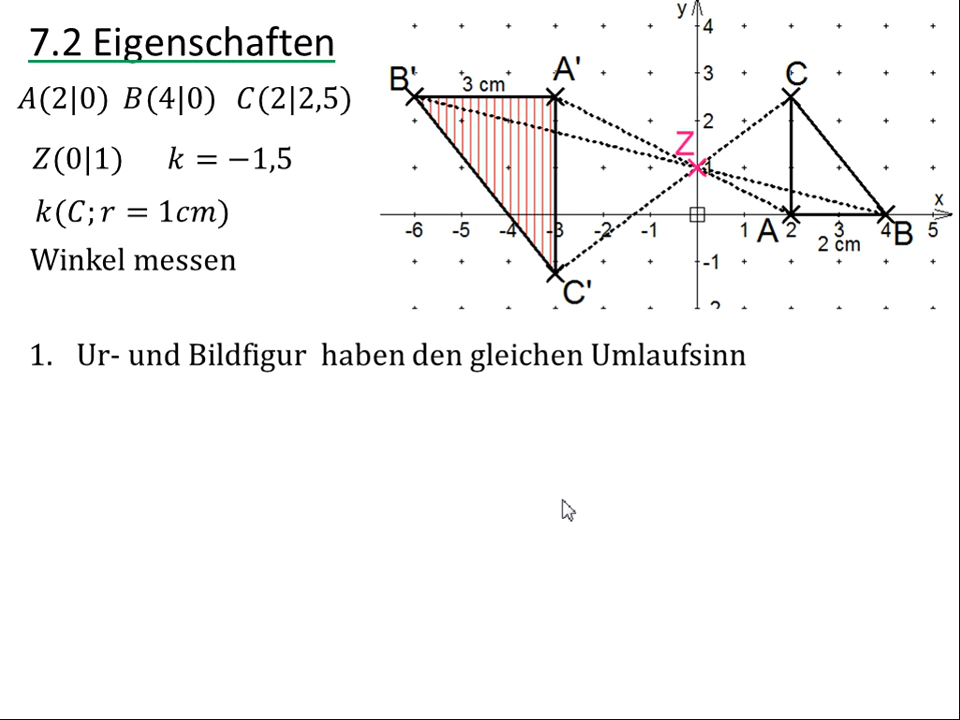 7.2 Eigenschaften
A(2|0) B(4|0) C(2|2,5)
Z(0|1) k = −1,5
k(C; r = 1cm)
Winkel messen
y
4
3
2
1
-1
x
-6 -5 -4 -3 -2 -1 1 2 3 4 5
B'
3 cm
A'
C
Z
A
2 cm
B
C'
1. Ur- und Bildfigur haben den gleichen Umlaufsinn